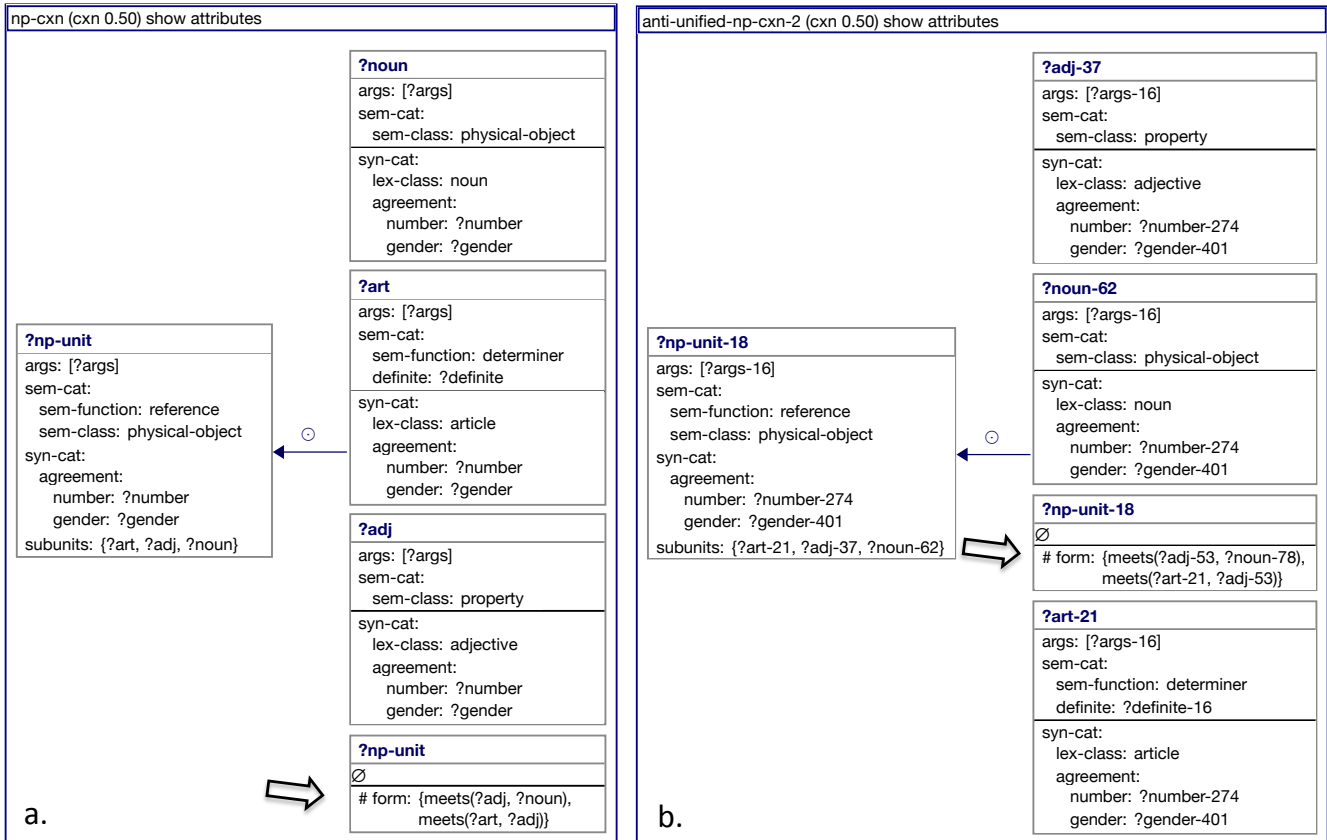 np-cxn (cxn 0.50) show attributes
?noun
args: [?args]
sem-cat:
sem-class: physical-object
syn-cat:
lex-class: noun
agreement:
number: ?number
gender: ?gender
?art
args: [?args]
sem-cat:
sem-function: determiner
definite: ?definite
syn-cat:
lex-class: article
agreement:
number: ?number
gender: ?gender
?np-unit
args: [?args]
sem-cat:
sem-function: reference
sem-class: physical-object
syn-cat:
agreement:
number: ?number
gender: ?gender
subunits: {?art, ?adj, ?noun}
⊙
?adj
args: [?args]
sem-cat:
sem-class: property
syn-cat:
lex-class: adjective
agreement:
number: ?number
gender: ?gender
?np-unit
∅
# form: {meets(?adj, ?noun),
meets(?art, ?adj)}
a.
anti-unified-np-cxn-2 (cxn 0.50) show attributes
?adj-37
args: [?args-16]
sem-cat:
sem-class: property
syn-cat:
lex-class: adjective
agreement:
number: ?number-274
gender: ?gender-401
?noun-62
args: [?args-16]
sem-cat:
sem-class: physical-object
syn-cat:
lex-class: noun
agreement:
number: ?number-274
gender: ?gender-401
?np-unit-18
args: [?args-16]
sem-cat:
sem-function: reference
sem-class: physical-object
syn-cat:
agreement:
number: ?number-274
gender: ?gender-401
subunits: {?art-21, ?adj-37, ?noun-62}
⊙
?np-unit-18
∅
# form: {meets(?adj-53, ?noun-78),
meets(?art-21, ?adj-53)}
?art-21
args: [?args-16]
sem-cat:
sem-function: determiner
definite: ?definite-16
syn-cat:
lex-class: article
agreement:
number: ?number-274
gender: ?gender-401
b.